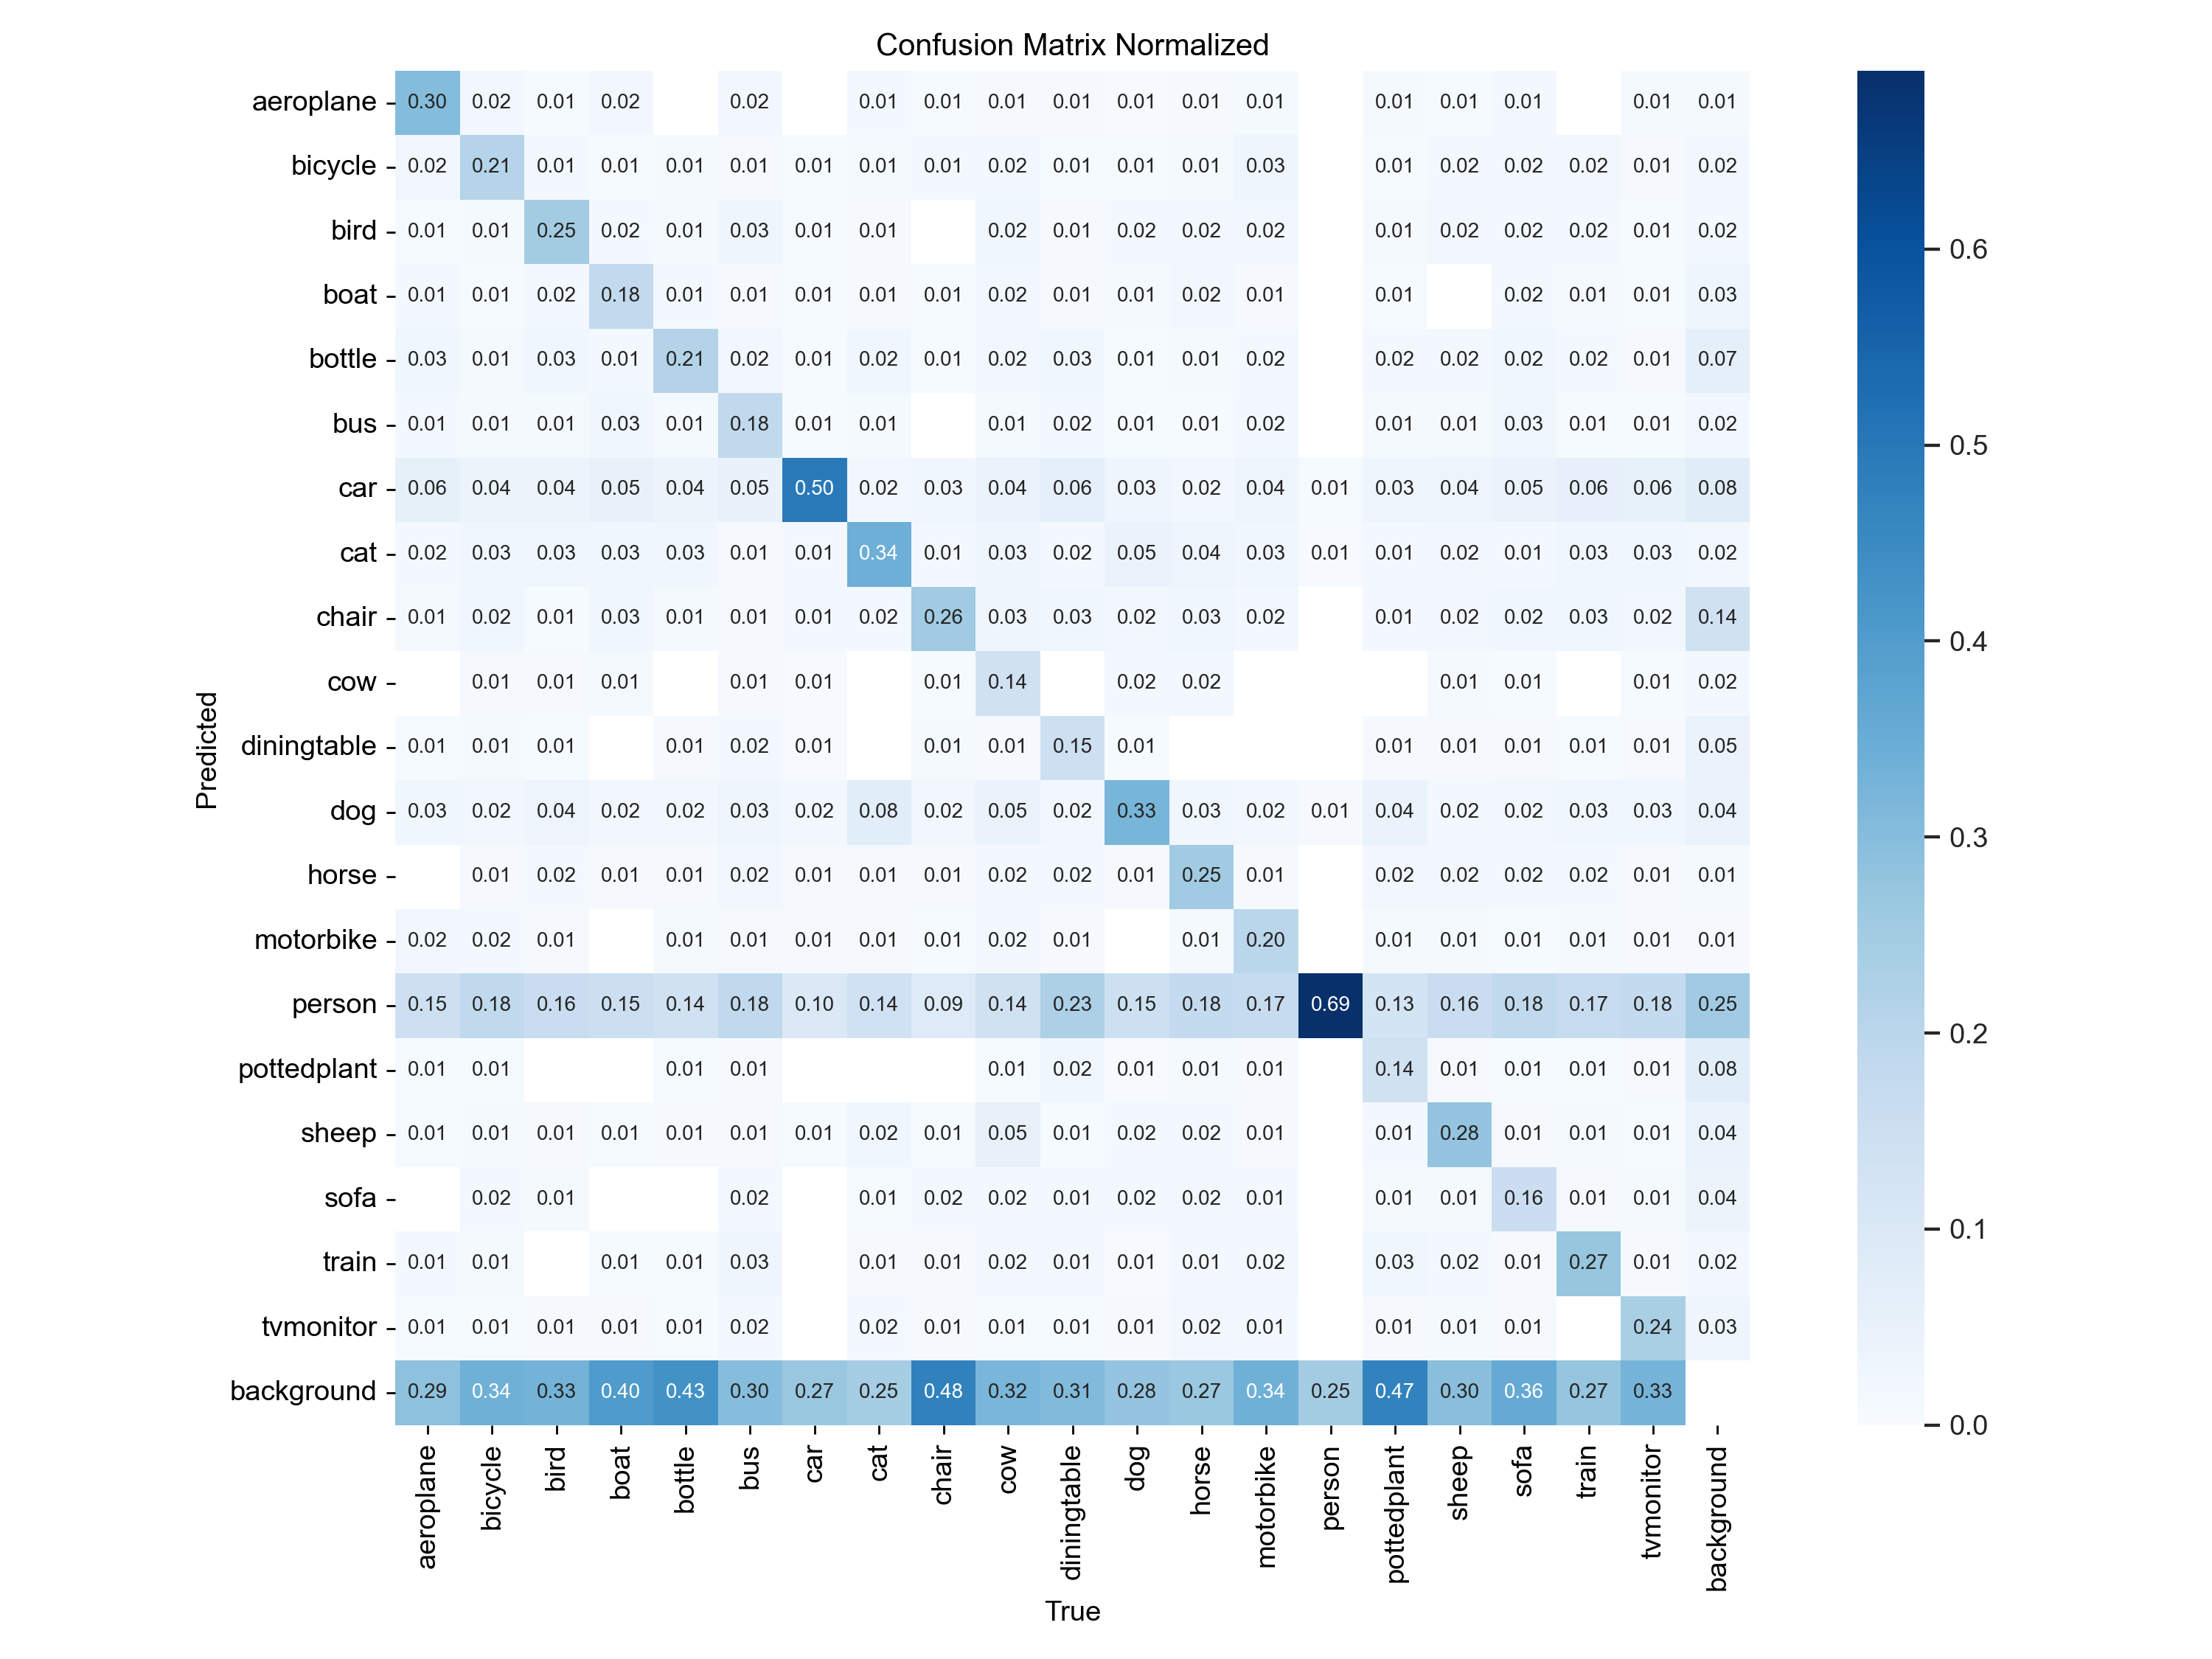 Confusion Matrix Normalized
aeroplane 0.30 0.02 0.01 0.02 0.02 0.01 0.01 0.01 0.01 0.01 0.01 0.01 0.01 0.01 0.01 0.01 0.01
bicycle 0.02 0.21 0.01 0.01 0.01 0.01 0.01 0.01 0.01 0.02 0.01 0.01 0.01 0.03 0.01 0.02 0.02 0.02 0.01 0.02
bird 0.01 0.01 0.25 0.02 0.01 0.03 0.01 0.01 0.02 0.01 0.02 0.02 0.02 0.01 0.02 0.02 0.02 0.01 0.02
boat 0.01 0.01 0.02 0.18 0.01 0.01 0.01 0.01 0.01 0.02 0.01 0.01 0.02 0.01 0.01 0.02 0.01 0.01 0.03
bottle 0.03 0.01 0.03 0.01 0.21 0.02 0.01 0.02 0.01 0.02 0.03 0.01 0.01 0.02 0.02 0.02 0.02 0.02 0.01 0.07
bus 0.01 0.01 0.01 0.03 0.01 0.18 0.01 0.01 0.01 0.02 0.01 0.01 0.02 0.01 0.01 0.03 0.01 0.01 0.02
car 0.06 0.04 0.04 0.05 0.04 0.05 0.50 0.02 0.03 0.04 0.06 0.03 0.02 0.04 0.01 0.03 0.04 0.05 0.06 0.06 0.08
cat 0.02 0.03 0.03 0.03 0.03 0.01 0.01 0.34 0.01 0.03 0.02 0.05 0.04 0.03 0.01 0.01 0.02 0.01 0.03 0.03 0.02
chair 0.01 0.02 0.01 0.03 0.01 0.01 0.01 0.02 0.26 0.03 0.03 0.02 0.03 0.02 0.01 0.02 0.02 0.03 0.02 0.14
cow 0.01 0.01 0.01 0.01 0.01 0.01 0.14 0.02 0.02 0.01 0.01 0.01 0.02
diningtable 0.01 0.01 0.01 0.01 0.02 0.01 0.01 0.01 0.15 0.01 0.01 0.01 0.01 0.01 0.01 0.05
dog 0.03 0.02 0.04 0.02 0.02 0.03 0.02 0.08 0.02 0.05 0.02 0.33 0.03 0.02 0.01 0.04 0.02 0.02 0.03 0.03 0.04
horse 0.01 0.02 0.01 0.01 0.02 0.01 0.01 0.01 0.02 0.02 0.01 0.25 0.01 0.02 0.02 0.02 0.02 0.01 0.01
motorbike 0.02 0.02 0.01 0.01 0.01 0.01 0.01 0.01 0.02 0.01 0.01 0.20 0.01 0.01 0.01 0.01 0.01 0.01
person 0.15 0.18 0.16 0.15 0.14 0.18 0.10 0.14 0.09 0.14 0.23 0.15 0.18 0.17 0.69 0.13 0.16 0.18 0.17 0.18 0.25
pottedplant 0.01 0.01 0.01 0.01 0.01 0.02 0.01 0.01 0.01 0.14 0.01 0.01 0.01 0.01 0.08
sheep 0.01 0.01 0.01 0.01 0.01 0.01 0.01 0.02 0.01 0.05 0.01 0.02 0.02 0.01 0.01 0.28 0.01 0.01 0.01 0.04
sofa 0.02 0.01 0.02 0.01 0.02 0.02 0.01 0.02 0.02 0.01 0.01 0.01 0.16 0.01 0.01 0.04
train 0.01 0.01 0.01 0.01 0.03 0.01 0.01 0.02 0.01 0.01 0.01 0.02 0.03 0.02 0.01 0.27 0.01 0.02
tvmonitor 0.01 0.01 0.01 0.01 0.01 0.02 0.02 0.01 0.01 0.01 0.01 0.02 0.01 0.01 0.01 0.01 0.24 0.03
background 0.29 0.34 0.33 0.40 0.43 0.30 0.27 0.25 0.48 0.32 0.31 0.28 0.27 0.34 0.25 0.47 0.30 0.36 0.27 0.33
Predicted
aeroplane bicycle bird boat bottle bus car cat chair cow diningtable dog horse motorbike person pottedplant sheep sofa train tvmonitor background
True
0.6
0.5
0.4
0.3
0.2
0.1
0.0